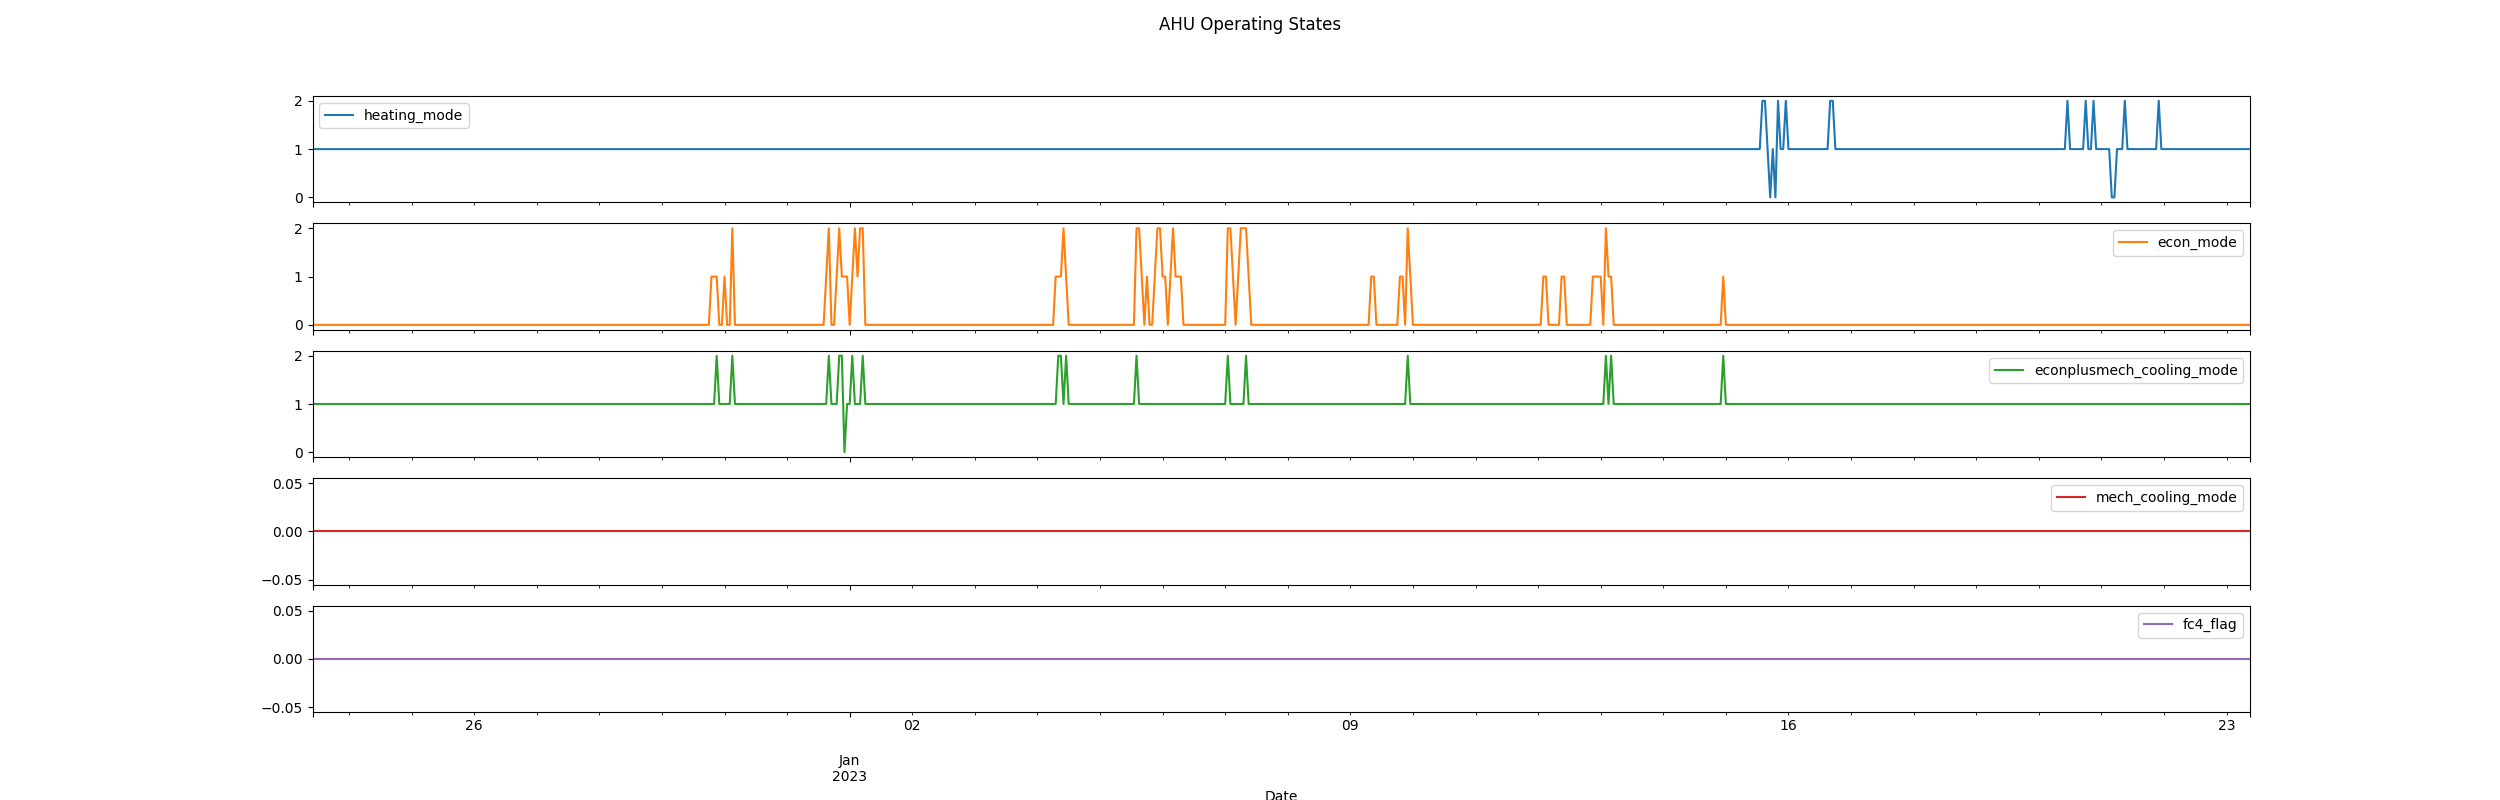 AHU Operating States
2
1
0
heating_mode
2
1
0
econ_mode
2
1
0
econplusmech_cooling_mode
0.05
0.00
−0.05
mech_cooling_mode
0.05
0.00
−0.05
fc4_flag
26
02
09
16
23
Jan
2023
Date